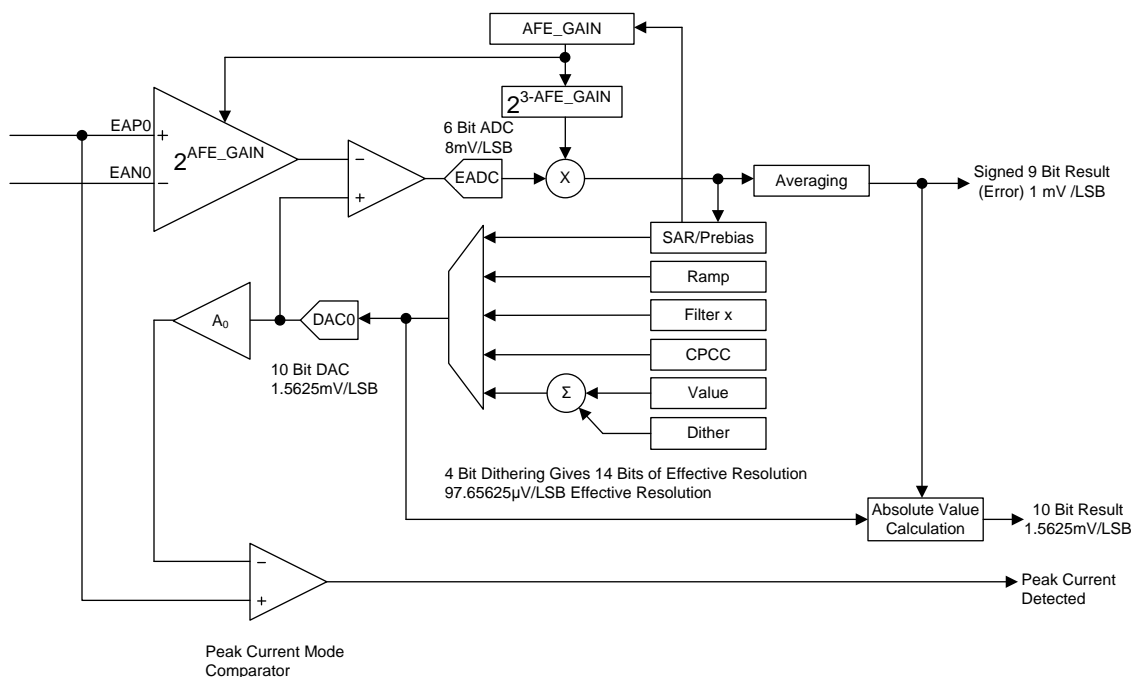 AFE_GAIN
2^3-AFE_GAIN
EAP0
+
2^AFE_GAIN
EAN0
−
6 Bit ADC
8mV/LSB
−
+
EADC
X
Averaging
Signed 9 Bit Result
(Error) 1 mV /LSB
SAR/Prebias
Ramp
Filter x
CPCC
Value
Dither
Σ
A₀
DAC0
10 Bit DAC
1.5625mV/LSB
4 Bit Dithering Gives 14 Bits of Effective Resolution
97.65625µV/LSB Effective Resolution
Absolute Value
Calculation
10 Bit Result
1.5625mV/LSB
−
+
Peak Current
Detected
Peak Current Mode
Comparator